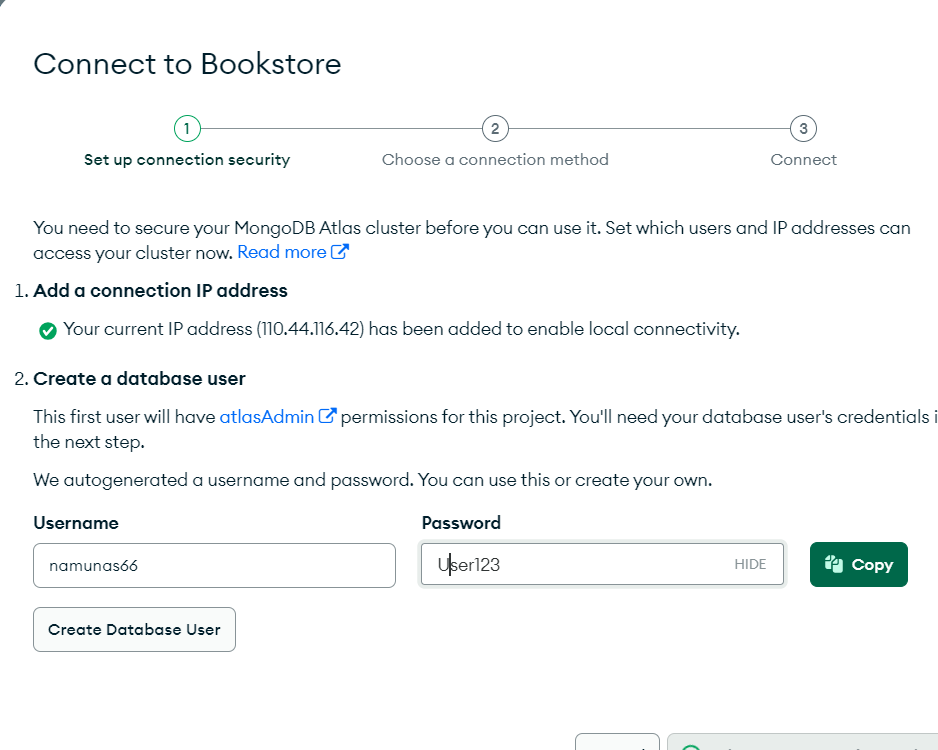 Connect to Bookstore
1
2
3
Set up connection security
Choose a connection method
Connect
You need to secure your MongoDB Atlas cluster before you can use it. Set which users and IP addresses can
access your cluster now. Read more
1. Add a connection IP address
Your current IP address (110.44.116.42) has been added to enable local connectivity.
2. Create a database user
This first user will have atlasAdmin permissions for this project. You'll need your database user's credentials i
the next step.
We autogenerated a username and password. You can use this or create your own.
Username
Password
namunas66
User123
HIDE
Copy
Create Database User